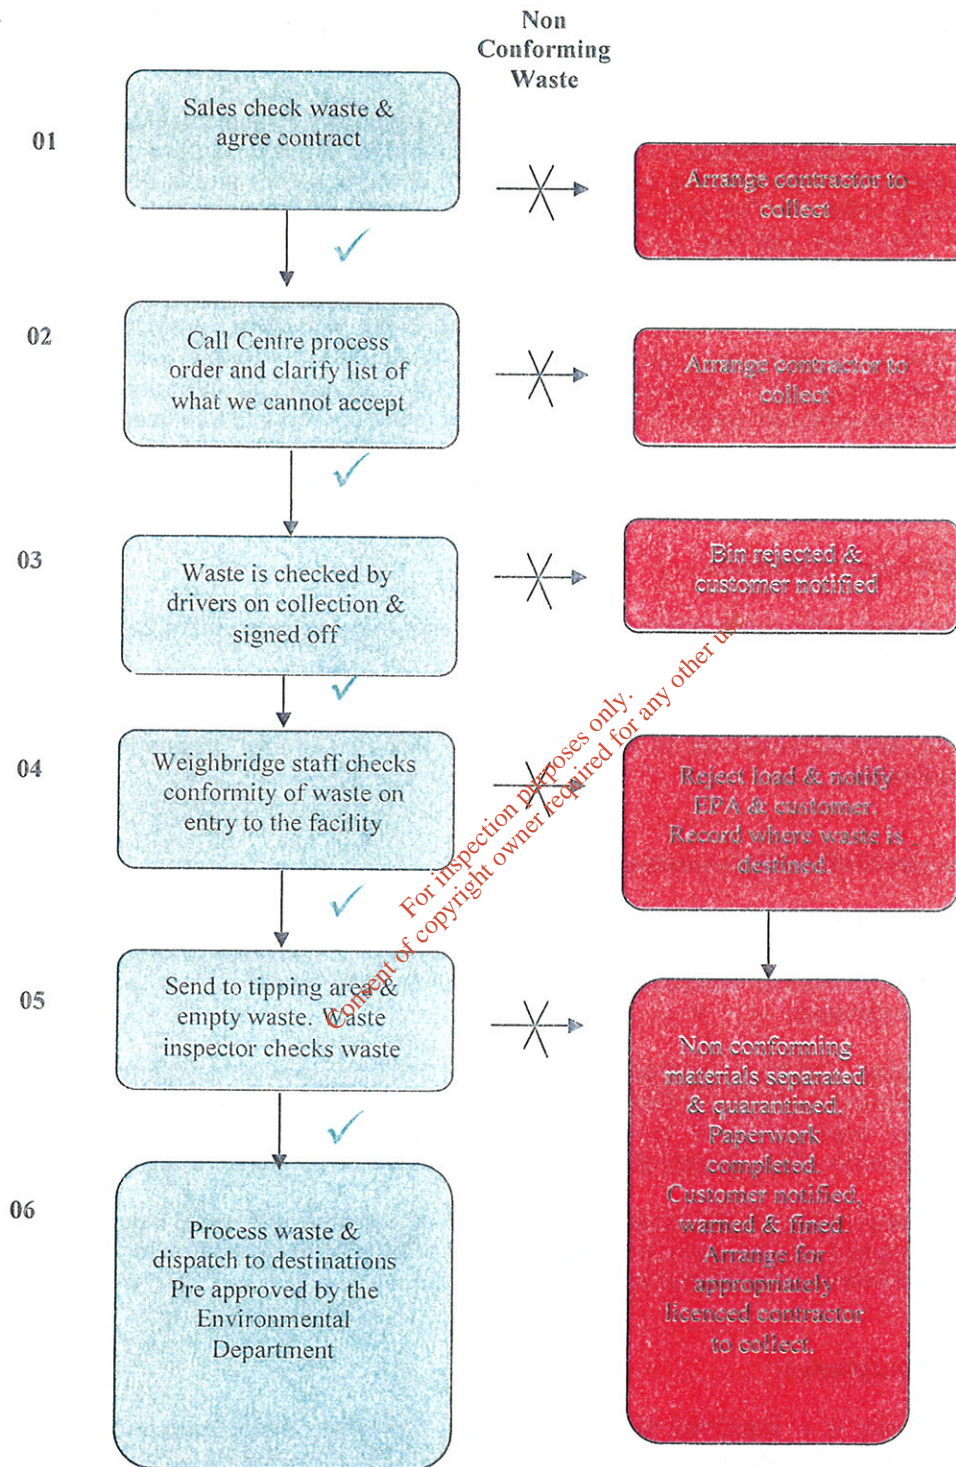 Non
Conforming
Waste
01
Sales check waste &
agree contract
Arrange contractor to
collect
02
Call Centre process
order and clarify list of
what we cannot accept
Arrange contractor to
collect
03
Waste is checked by
drivers on collection &
signed off
Bin rejected &
customer notified
04
Weighbridge staff checks
conformity of waste on
entry to the facility
Reject load & notify
EPA & customer.
Record where waste is
destined.
05
Send to tipping area &
empty waste. Waste
inspector checks waste
Non conforming
materials separated
& quarantined.
Paperwork
completed.
Customer notified,
warned & fined.
Arrange for
appropriately
licenced contractor
to collect.
06
Process waste &
dispatch to destinations
Pre approved by the
Environmental
Department
For inspection purposes only.
Consent of copyright owner required for any other use.